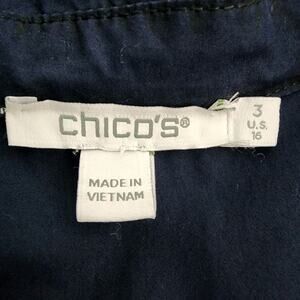 chico's®
3
U.S.
16
MADE IN
VIETNAM